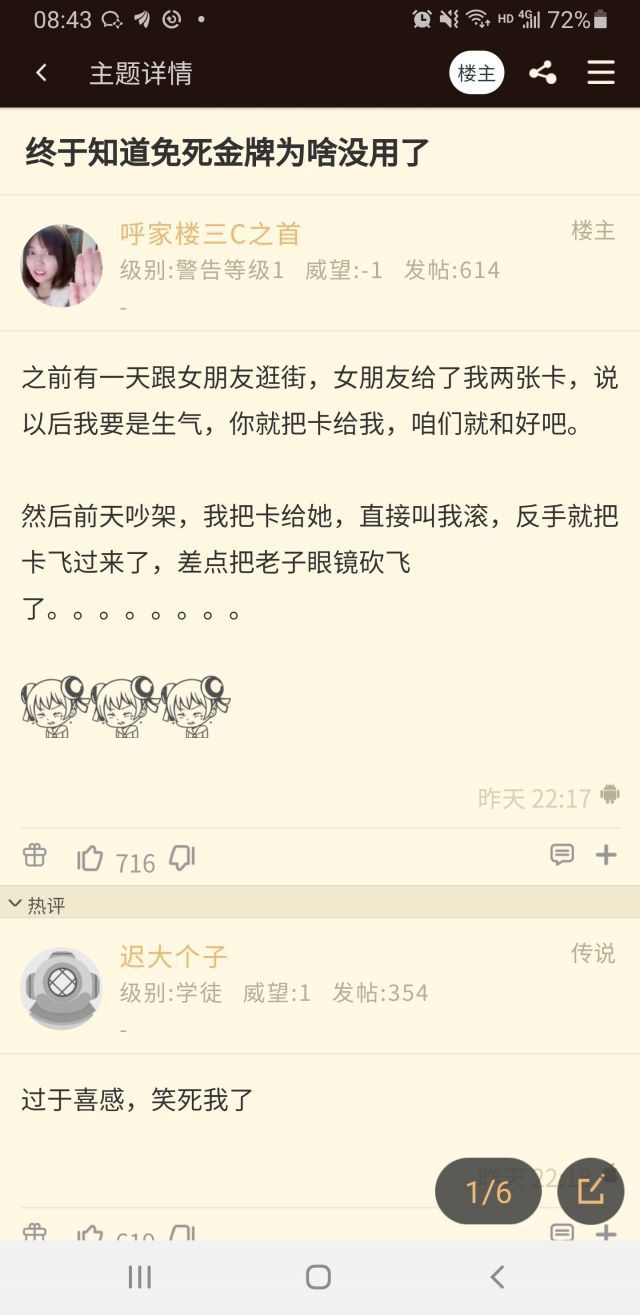 08:43 HD 4G 72%
主题详情 楼主
终于知道免死金牌为啥没用了
呼家楼三C之首 楼主
级别:警告等级1 威望:-1 发帖:614
-
之前有一天跟女朋友逛街，女朋友给了我两张卡，说
以后我要是生气，你就把卡给我，咱们就和好吧。
然后前天吵架，我把卡给她，直接叫我滚，反手就把
卡飞过来了，差点把老子眼镜砍飞
了。。。。。。。。
昨天 22:17
716
热评
迟大个子 传说
级别:学徒 威望:1 发帖:354
-
过于喜感，笑死我了
昨天 22:18
1/6